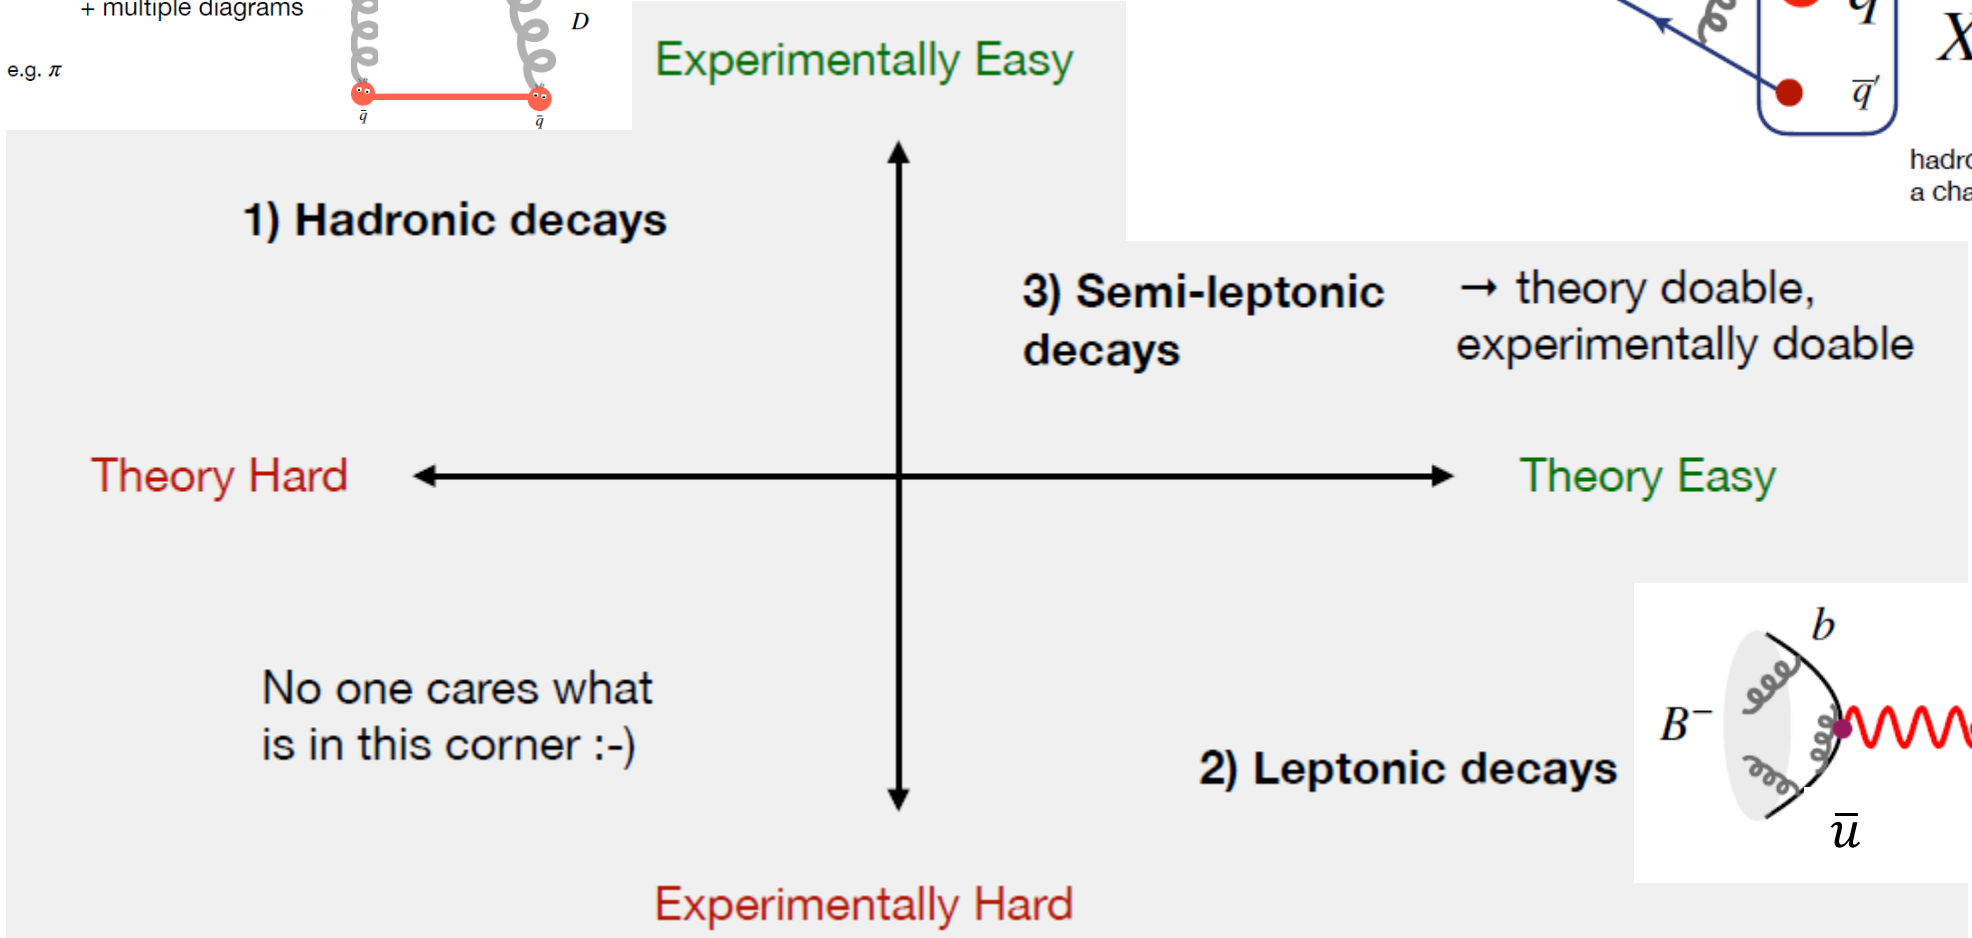 + multiple diagrams
D
e.g. π
q̄
q̄
Experimentally Easy
q
X
q̄′
hadro
a cha
1) Hadronic decays
3) Semi-leptonic
decays
→ theory doable,
experimentally doable
Theory Hard
Theory Easy
No one cares what
is in this corner :-)
2) Leptonic decays
b
B⁻
u̅
Experimentally Hard